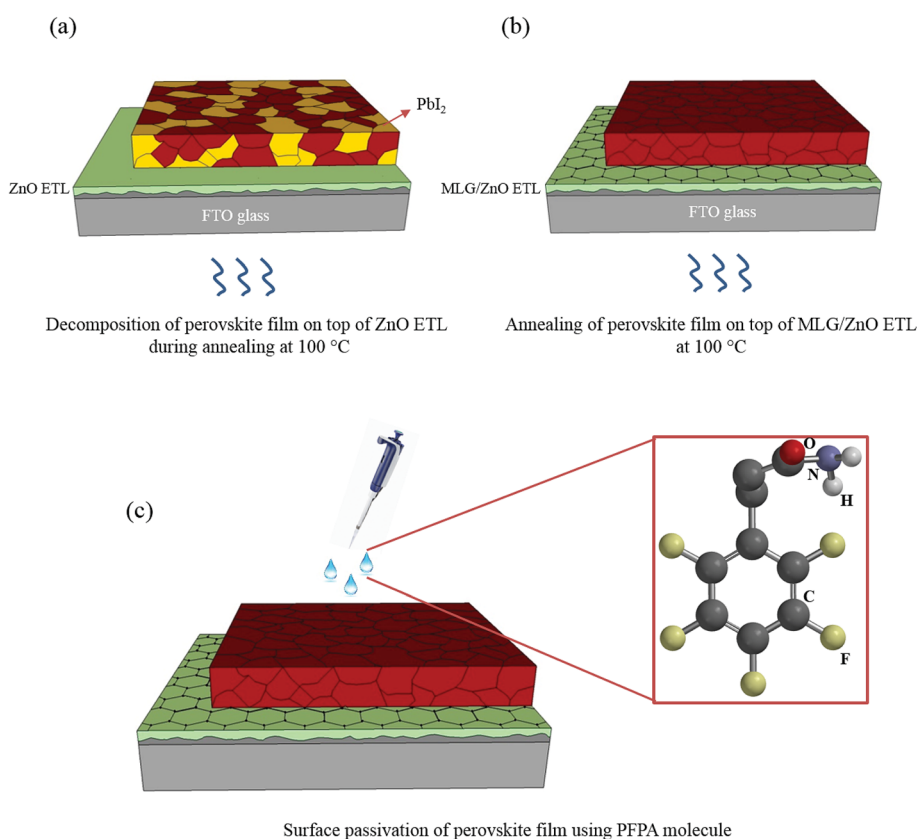 (a)
(b)
PbI₂
ZnO ETL
MLG/ZnO ETL
FTO glass
FTO glass
Decomposition of perovskite film on top of ZnO ETL
during annealing at 100 °C
Annealing of perovskite film on top of MLG/ZnO ETL
at 100 °C
(c)
O
N
H
C
F
Surface passivation of perovskite film using PFPA molecule